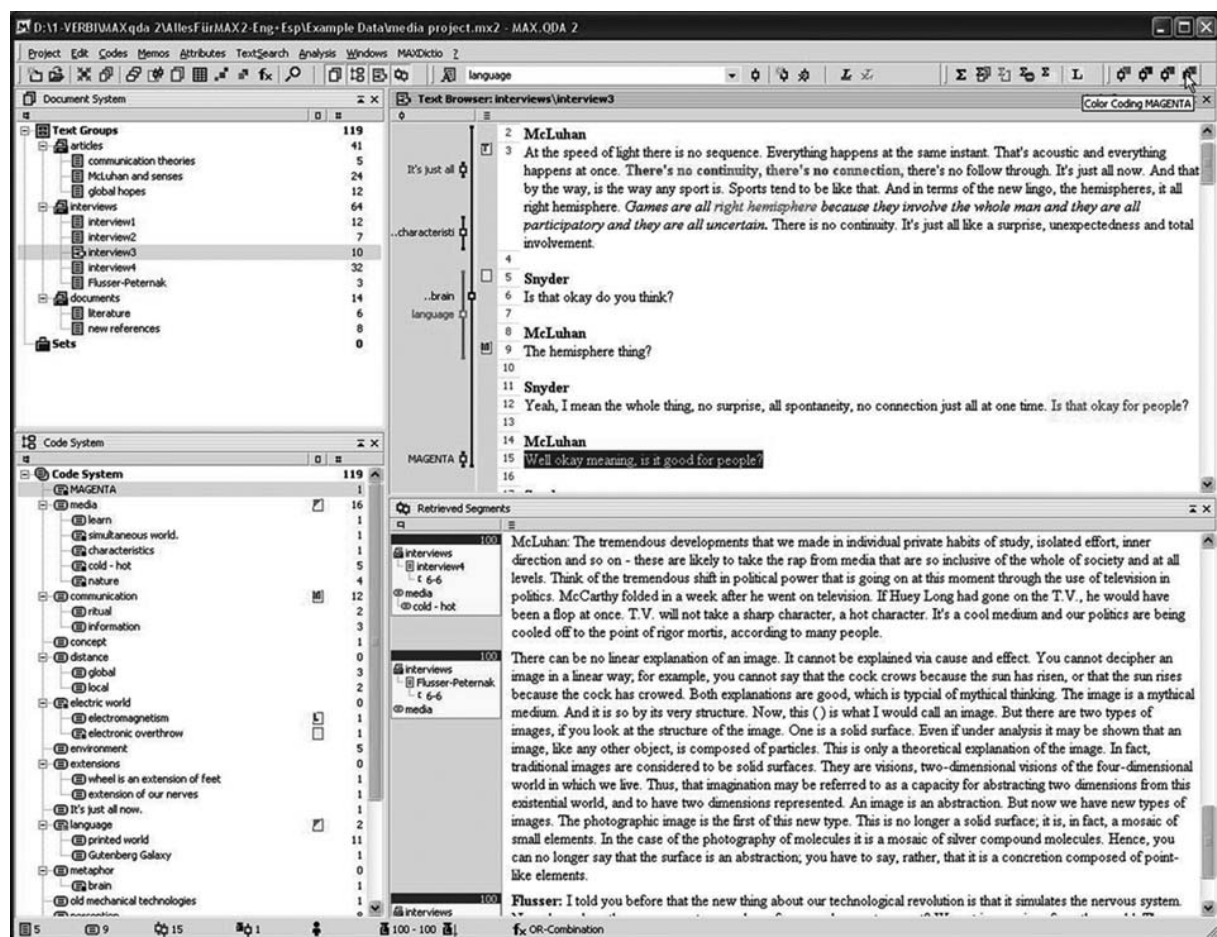 D:\1-VERBI\MAXqda 2\AllesFürMAX2-Eng+Esp\Example Data\media project.mx2 - MAX.QDA 2
Project Edit Codes Memos Attributes TextSearch Analysis Windows MAXDictio ?
language
Color Coding MAGENTA
Document System
Text Groups 119
articles 41
communication theories 5
McLuhan and senses 24
global hopes 12
interviews 64
interview1 12
interview2 7
interview3 10
interview4 32
Flusser-Peternak 3
documents 14
literature 6
new references 8
Sets 0
Code System
Code System 119
MAGENTA 1
media 16
learn 1
simultaneous world. 1
characteristics 1
cold - hot 5
nature 4
communication 12
ritual 2
information 3
concept 1
distance 0
global 3
local 2
electric world 0
electromagnetism 1
electronic overthrow 1
environment 5
extensions 0
wheel is an extension of feet 1
extension of our nerves 1
It's just all now. 1
language 2
printed world 11
Gutenberg Galaxy 1
metaphor 0
brain 1
old mechanical technologies 1
Text Browser: interviews\interview3
It's just all
..characteristi
..brain
language
MAGENTA
2 McLuhan
3 At the speed of light there is no sequence. Everything happens at the same instant. That's acoustic and everything
happens at once. There's no continuity, there's no connection, there's no follow through. It's just all now. And that
by the way, is the way any sport is. Sports tend to be like that. And in terms of the new lingo, the hemispheres, it all
right hemisphere. Games are all right hemisphere because they involve the whole man and they are all
participatory and they are all uncertain. There is no continuity. It's just all like a surprise, unexpectedness and total
involvement.
4
5 Snyder
6 Is that okay do you think?
7
8 McLuhan
9 The hemisphere thing?
10
11 Snyder
12 Yeah, I mean the whole thing, no surprise, all spontaneity, no connection just all at one time. Is that okay for people?
13
14 McLuhan
15 Well okay meaning, is it good for people?
16
Retrieved Segments
100
interviews
interview4
6-6
media
cold - hot
McLuhan: The tremendous developments that we made in individual private habits of study, isolated effort, inner
direction and so on - these are likely to take the rap from media that are so inclusive of the whole of society and at all
levels. Think of the tremendous shift in political power that is going on at this moment through the use of television in
politics. McCarthy folded in a week after he went on television. If Huey Long had gone on the T.V., he would have
been a flop at once. T.V. will not take a sharp character, a hot character. It's a cool medium and our politics are being
cooled off to the point of rigor mortis, according to many people.
100
interviews
Flusser-Peternak
6-6
media
There can be no linear explanation of an image. It cannot be explained via cause and effect. You cannot decipher an
image in a linear way; for example, you cannot say that the cock crows because the sun has risen, or that the sun rises
because the cock has crowed. Both explanations are good, which is typcial of mythical thinking. The image is a mythical
medium. And it is so by its very structure. Now, this ( ) is what I would call an image. But there are two types of
images, if you look at the structure of the image. One is a solid surface. Even if under analysis it may be shown that an
image, like any other object, is composed of particles. This is only a theoretical explanation of the image. In fact,
traditional images are considered to be solid surfaces. They are visions, two-dimensional visions of the four-dimensional
world in which we live. Thus, that imagination may be referred to as a capacity for abstracting two dimensions from this
existential world, and to have two dimensions represented. An image is an abstraction. But now we have new types of
images. The photographic image is the first of this new type. This is no longer a solid surface; it is, in fact, a mosaic of
small elements. In the case of the photography of molecules it is a mosaic of silver compound molecules. Hence, you
can no longer say that the surface is an abstraction; you have to say, rather, that it is a concretion composed of point-
like elements.
100
interviews
Flusser: I told you before that the new thing about our technological revolution is that it simulates the nervous system.
5 9 15 1 100 - 100 fx OR-Combination